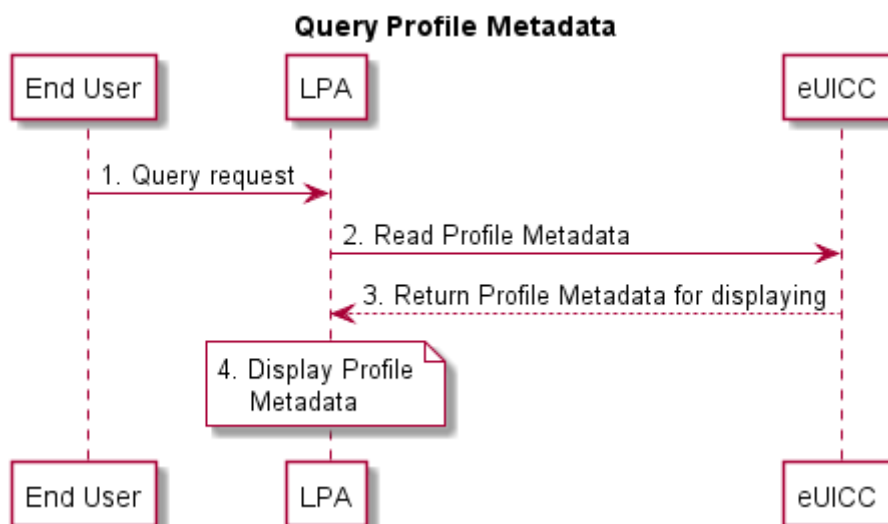 Query Profile Metadata
End User
LPA
eUICC
1. Query request
2. Read Profile Metadata
3. Return Profile Metadata for displaying
4. Display Profile
Metadata
End User
LPA
eUICC